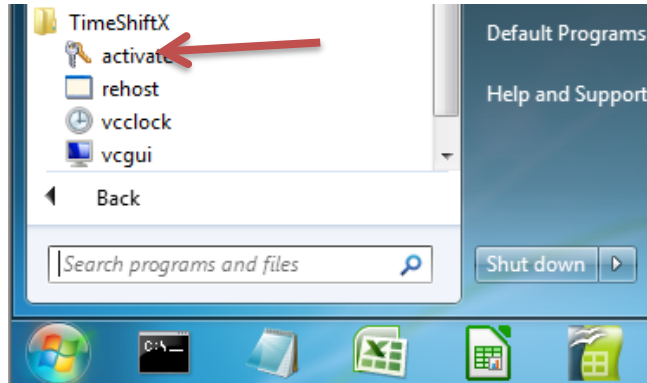 TimeShiftX
activate
rehost
vcclock
vcgui
Back
Search programs and files
Default Programs
Help and Support
Shut down
C:\